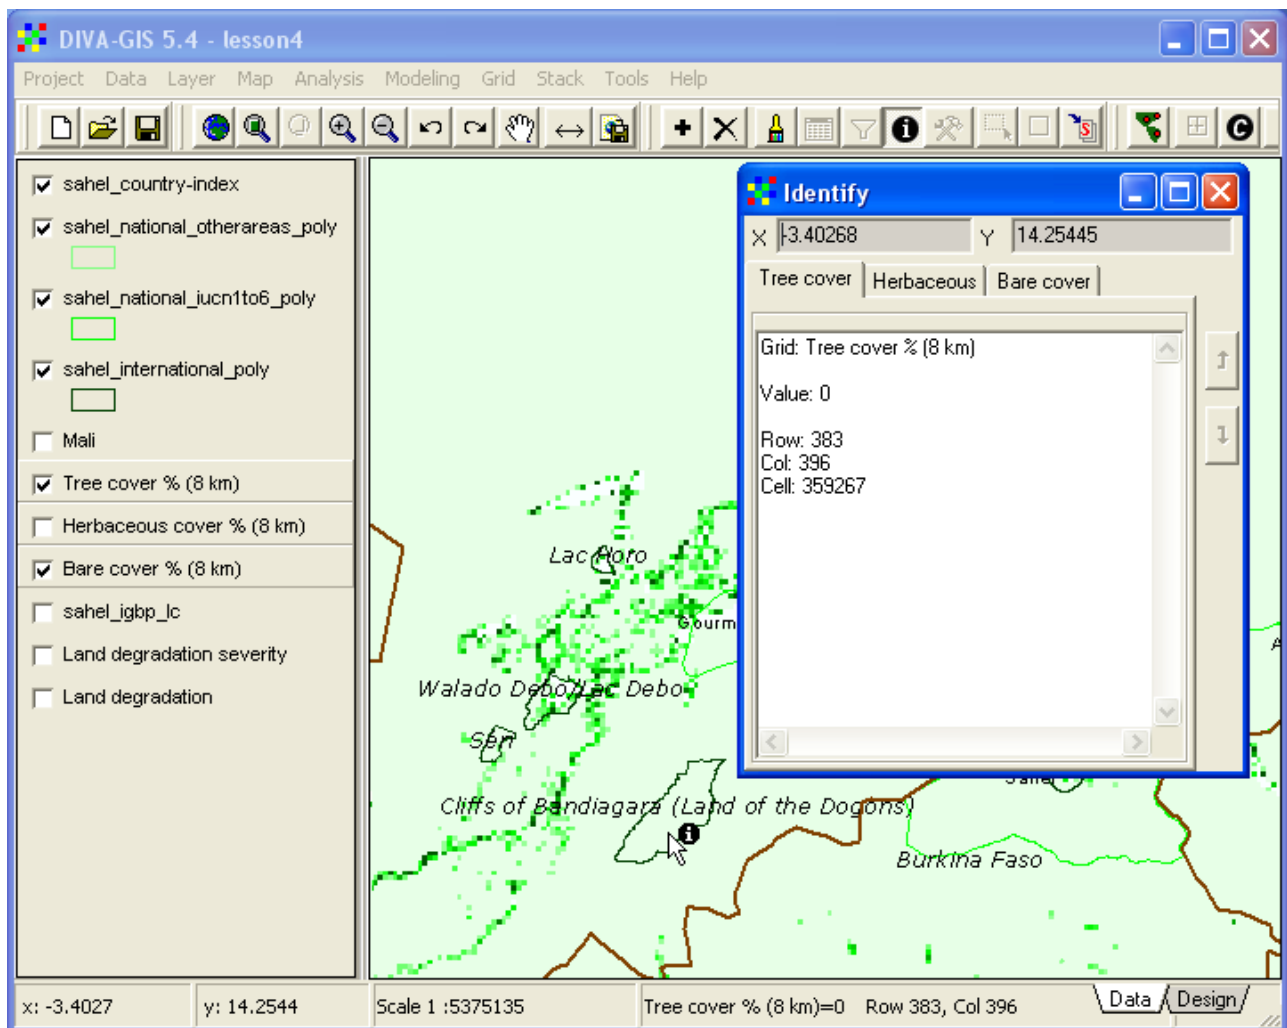 DIVA-GIS 5.4 - lesson4
Project Data Layer Map Analysis Modeling Grid Stack Tools Help
sahel_country-index
sahel_national_otherareas_poly
sahel_national_iucn1to6_poly
sahel_international_poly
Mali
Tree cover % (8 km)
Herbaceous cover % (8 km)
Bare cover % (8 km)
sahel_igbp_lc
Land degradation severity
Land degradation
Identify
X -3.40268 Y 14.25445
Tree cover Herbaceous Bare cover
Grid: Tree cover % (8 km)
Value: 0
Row: 383
Col: 396
Cell: 359267
Lac Horo
Gourm
Walado Debo/Lac Debo
Seri
Cliffs of Bandiagara (Land of the Dogons)
Burkina Faso
x: -3.4027 y: 14.2544 Scale 1 :5375135 Tree cover % (8 km)=0 Row 383, Col 396 Data Design